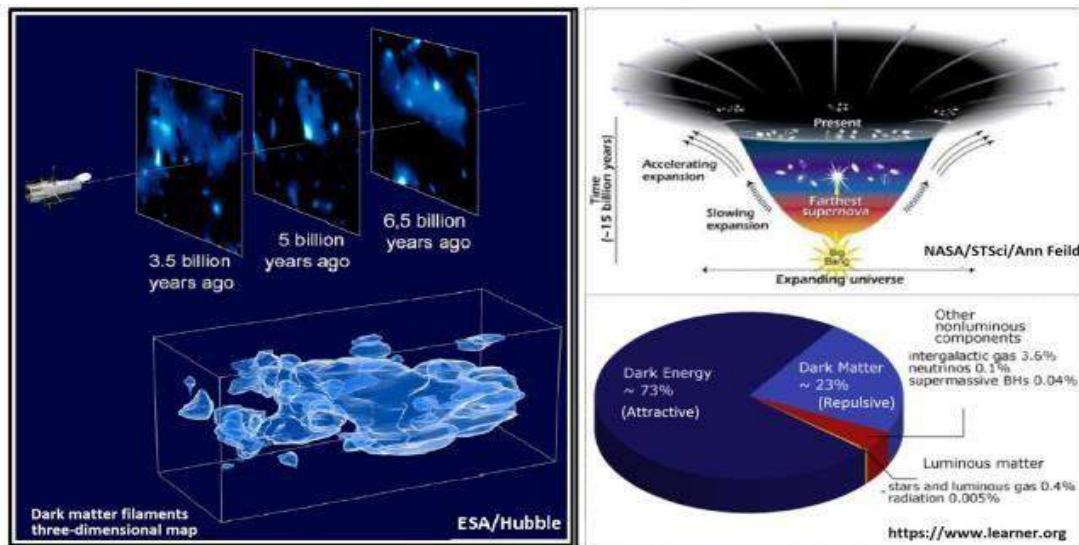 3.5 billion
years ago
5 billion
years ago
6,5 billion
years ago
Dark matter filaments
three-dimensional map
ESA/Hubble
Present
Time
(~15 billion years)
Accelerating
expansion
Slowing
expansion
Farthest
supernova
Big
Bang
NASA/STSci/Ann Feild
Expanding universe
Other
nonluminous
components
intergalactic gas 3.6%
neutrinos 0.1%
supermassive BHs 0.04%
Dark Energy
~ 73%
(Attractive)
Dark Matter
~ 23%
(Repulsive)
Luminous matter
stars and luminous gas 0.4%
radiation 0.005%
https://www.learner.org